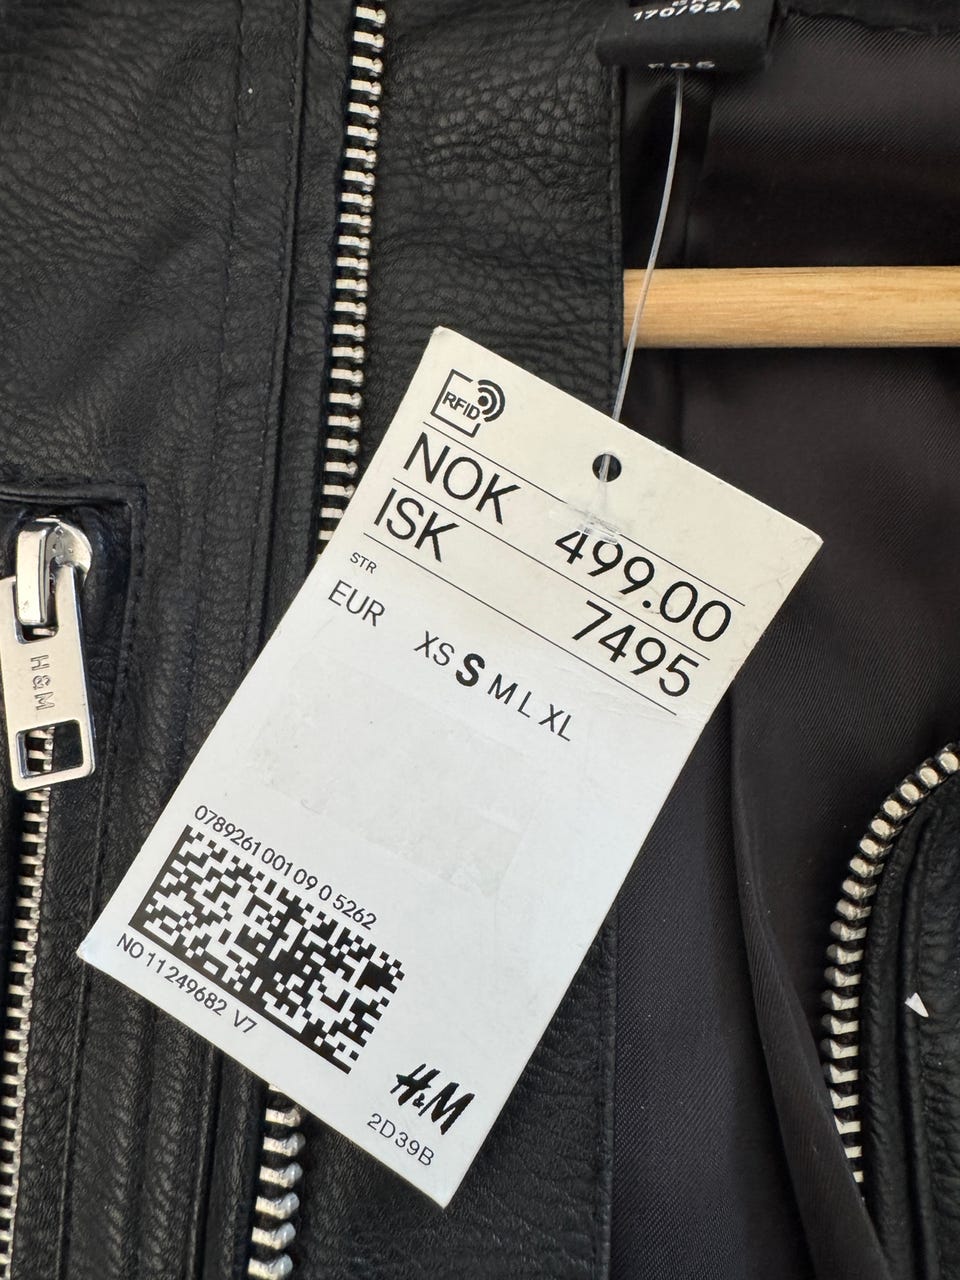 170/92A
RFID
NOK 499.00
ISK 7495
STR
EUR XS S M L XL
0789261001090 5262
NO 11249682 V7
H&M
2D39B
H&M